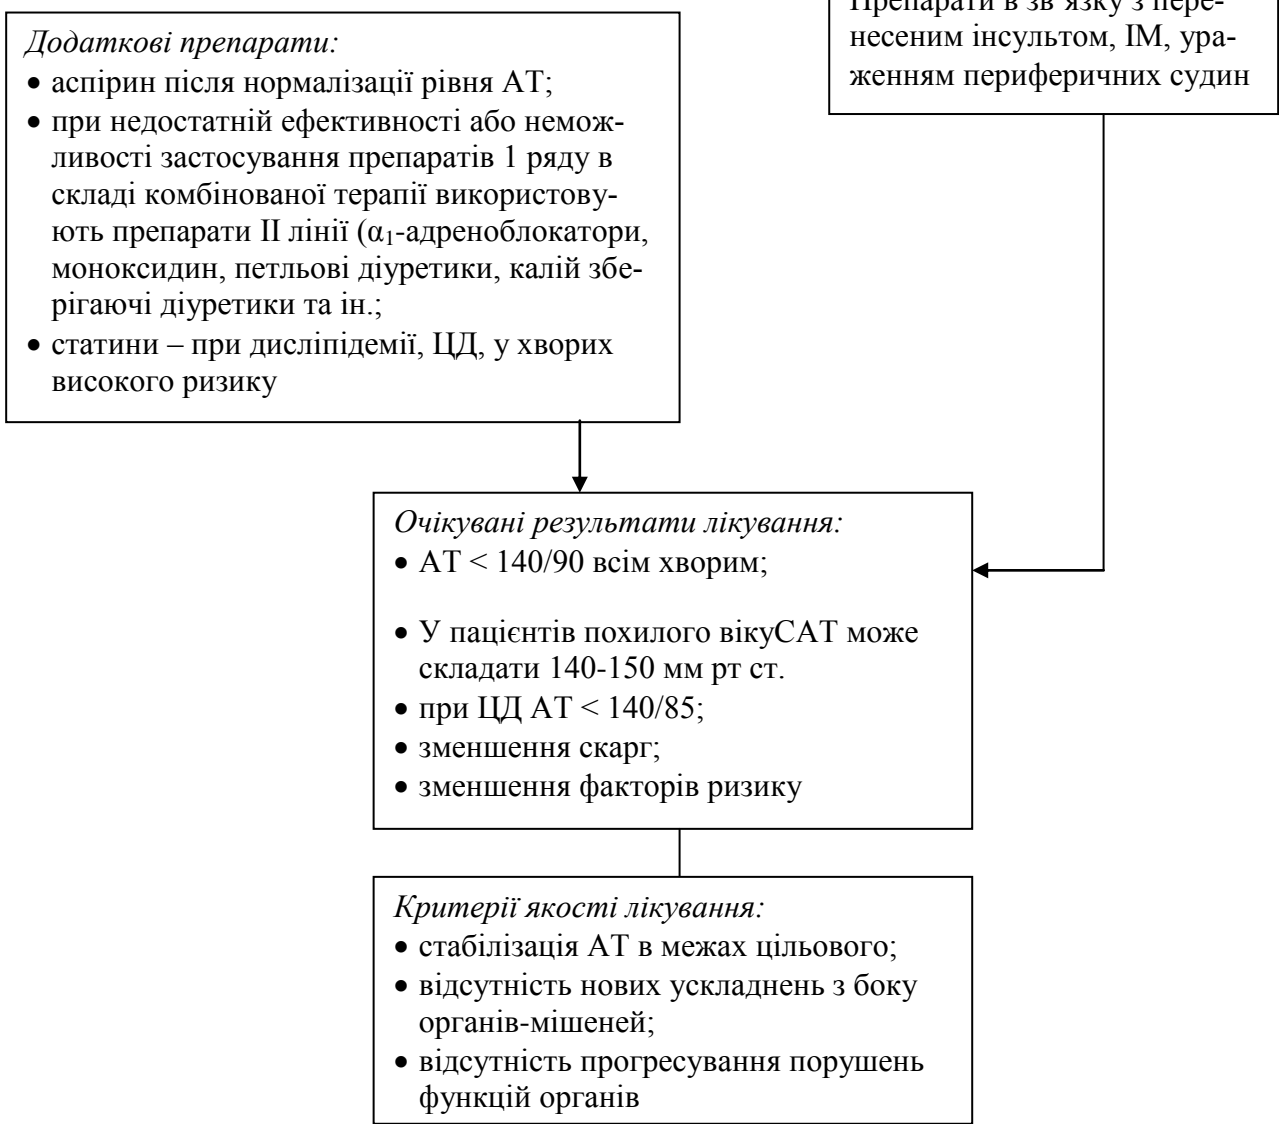 Препарати в зв’язку з пере-
несеним інсультом, ІМ, ура-
женням периферичних судин
Додаткові препарати:
• аспірин після нормалізації рівня АТ;
• при недостатній ефективності або немож-
ливості застосування препаратів 1 ряду в
складі комбінованої терапії використову-
ють препарати ІІ лінії (α₁-адреноблокатори,
моноксидин, петльові діуретики, калій збе-
рігаючі діуретики та ін.;
• статини – при дисліпідемії, ЦД, у хворих
високого ризику
Очікувані результати лікування:
• АТ < 140/90 всім хворим;
• У пацієнтів похилого вікуСАТ може
складати 140-150 мм рт ст.
• при ЦД АТ < 140/85;
• зменшення скарг;
• зменшення факторів ризику
Критерії якості лікування:
• стабілізація АТ в межах цільового;
• відсутність нових ускладнень з боку
органів-мішеней;
• відсутність прогресування порушень
функцій органів